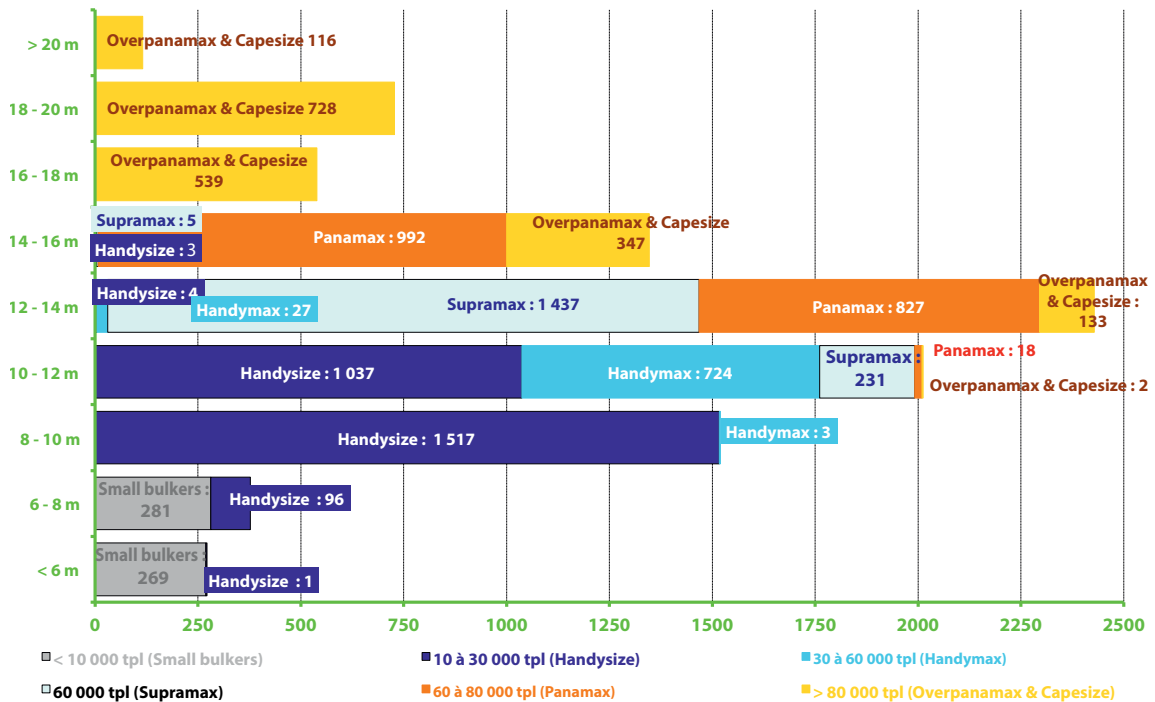 > 20 m
Overpanamax & Capesize 116
18 - 20 m
Overpanamax & Capesize 728
16 - 18 m
Overpanamax & Capesize
539
14 - 16 m
Supramax : 5
Handysize : 3
Panamax : 992
Overpanamax & Capesize
347
12 - 14 m
Handysize : 4
Handymax : 27
Supramax : 1 437
Panamax : 827
Overpanamax
& Capesize :
133
10 - 12 m
Handysize : 1 037
Handymax : 724
Supramax :
231
Panamax : 18
Overpanamax & Capesize : 2
8 - 10 m
Handysize : 1 517
Handymax : 3
6 - 8 m
Small bulkers :
281
Handysize : 96
< 6 m
Small bulkers :
269
Handysize : 1
0 250 500 750 1000 1250 1500 1750 2000 2250 2500
< 10 000 tpl (Small bulkers)
10 à 30 000 tpl (Handysize)
30 à 60 000 tpl (Handymax)
60 000 tpl (Supramax)
60 à 80 000 tpl (Panamax)
> 80 000 tpl (Overpanamax & Capesize)